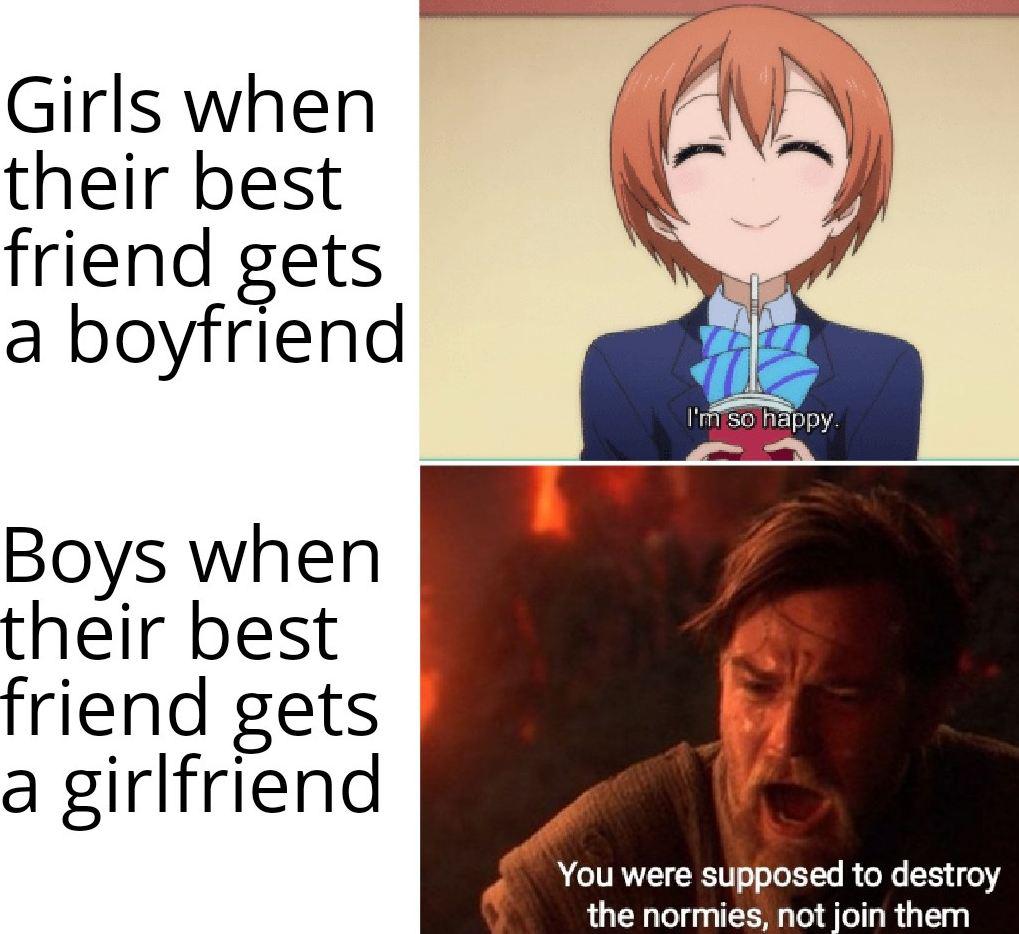 Girls when
their best
friend gets
a boyfriend
I'm so happy.
Boys when
their best
friend gets
a girlfriend
You were supposed to destroy
the normies, not join them